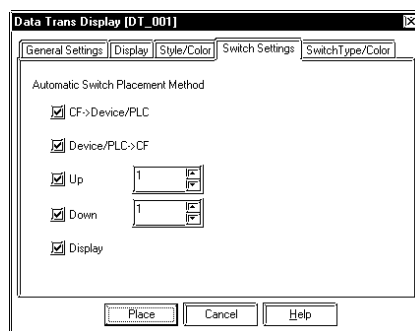 Data Trans Display [DT_001]
General Settings Display Style/Color Switch Settings SwitchType/Color
Automatic Switch Placement Method
CF->Device/PLC
Device/PLC->CF
Up 1
Down 1
Display
Place Cancel Help